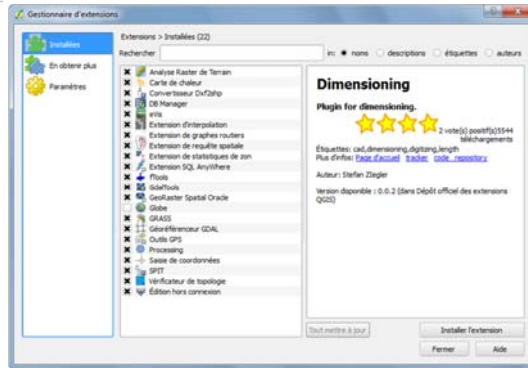 Gestionnaire d'extensions
Installées
En obtenir plus
Paramètres
Extensions > Installées (22)
Rechercher in: noms descriptions étiquettes auteurs
Analyse Raster de Terrain
Carte de chaleur
Convertisseur Dxf2shp
DB Manager
eVis
Extension d'interpolation
Extension de graphes routiers
Extension de requête spatiale
Extension de statistiques de zon
Extension SQL AnyWhere
fTools
GdalTools
GeoRaster Spatial Oracle
Globe
GRASS
Géoréférenceur GDAL
Outils GPS
Processing
Saisie de coordonnées
SPIT
Vérificateur de topologie
Édition hors connexion
Dimensioning
Plugin for dimensioning.
2 vote(s) positif(s)5544
téléchargements
Étiquettes: cad,dimensioning,digitzing,length
Plus d'infos: Page d'accueil tracker code_repository
Auteur: Stefan Ziegler
Version disponible : 0.0.2 (dans Dépôt officiel des extensions
QGIS)
Tout mettre à jour
Installer l'extension
Fermer
Aide